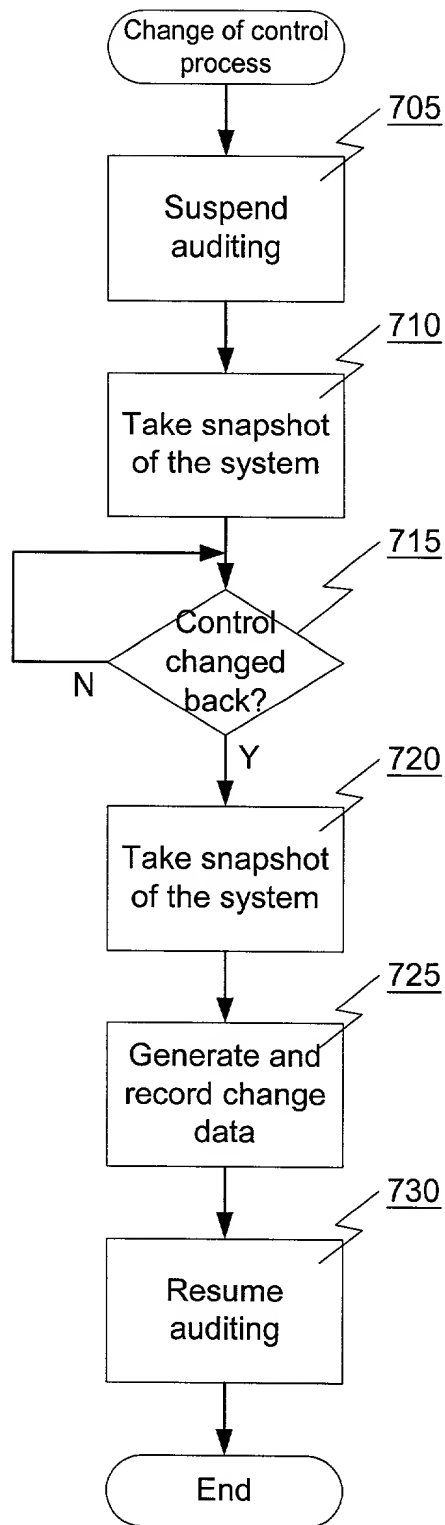 Change of control
process
705
Suspend
auditing
710
Take snapshot
of the system
715
Control
changed
back?
N
Y
720
Take snapshot
of the system
725
Generate and
record change
data
730
Resume
auditing
End